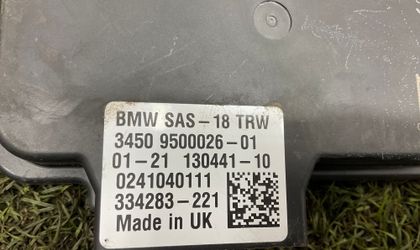 BMW SAS-18 TRW
3450 9500026-01
01-21 130441-10
0241040111
334283-221
Made in UK